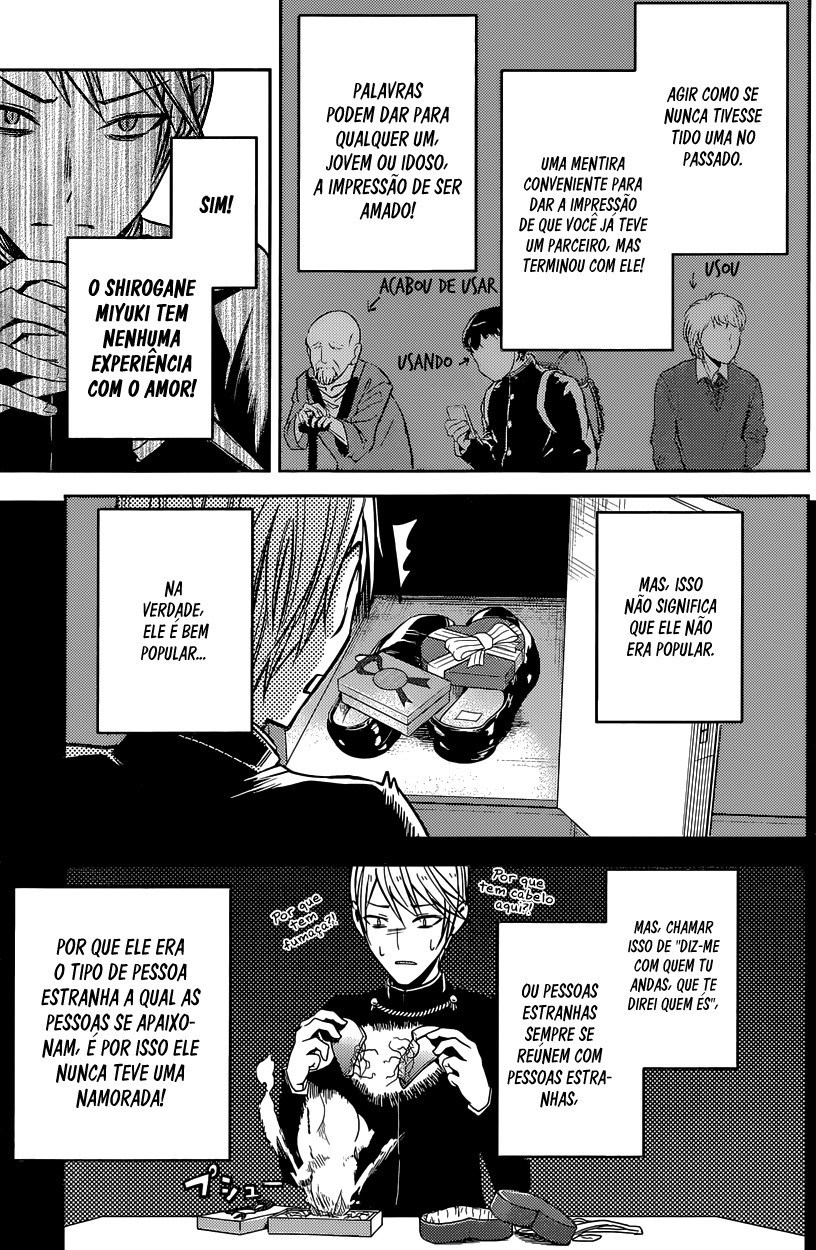 AGIR COMO SE
NUNCA TIVESSE
TIDO UMA NO
PASSADO.
UMA MENTIRA
CONVENIENTE PARA
DAR A IMPRESSÃO
DE QUE VOCÊ JÁ TEVE
UM PARCEIRO, MAS
TERMINOU COM ELE!
PALAVRAS
PODEM DAR PARA
QUALQUER UM,
JOVEM OU IDOSO,
A IMPRESSÃO DE SER
AMADO!
USOU
USANDO
ACABOU DE USAR
SIM!
O SHIROGANE
MIYUKI TEM
NENHUMA
EXPERIÊNCIA
COM O AMOR!
MAS, ISSO
NÃO SIGNIFICA
QUE ELE NÃO
ERA POPULAR.
NA
VERDADE,
ELE É BEM
POPULAR...
MAS, CHAMAR
ISSO DE "DIZ-ME
COM QUEM TU
ANDAS, QUE TE
DIREI QUEM ÉS",
OU PESSOAS
ESTRANHAS
SEMPRE SE
REÚNEM COM
PESSOAS ESTRA-
NHAS,
Por que
tem cabelo
aqui?!
Por que
tem
fumaça?!
POR QUE ELE ERA
O TIPO DE PESSOA
ESTRANHA A QUAL AS
PESSOAS SE APAIXO-
NAM, É POR ISSO ELE
NUNCA TEVE UMA
NAMORADA!
プシュー